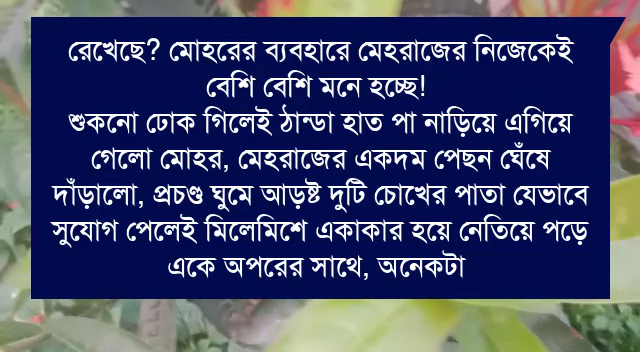 রেখেছে? মোহরের ব্যবহারে মেহরাজের নিজেকেই
বেশি বেশি মনে হচ্ছে!
শুকনো ঢোক গিলেই ঠান্ডা হাত পা নাড়িয়ে এগিয়ে
গেলো মোহর, মেহরাজের একদম পেছন ঘেঁষে
দাঁড়ালো, প্রচণ্ড ঘুমে আড়ষ্ট দুটি চোখের পাতা যেভাবে
সুযোগ পেলেই মিলেমিশে একাকার হয়ে নেতিয়ে পড়ে
একে অপরের সাথে, অনেকটা